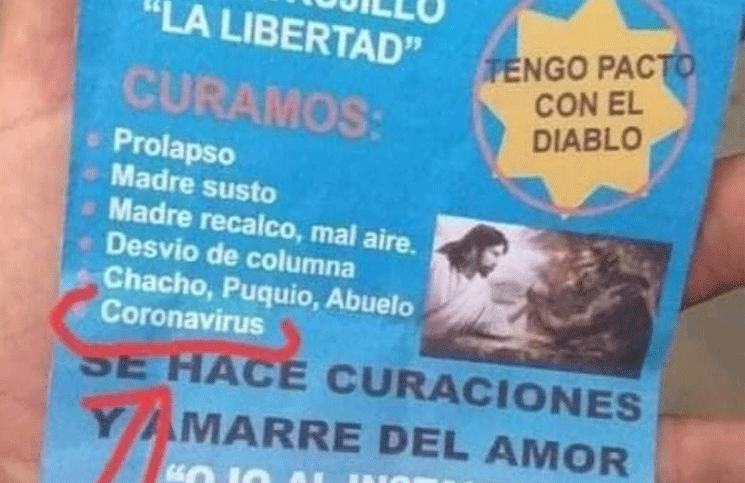 "LA LIBERTAD"
TENGO PACTO
CON EL
DIABLO
CURAMOS:
Prolapso
Madre susto
Madre recalco, mal aire.
Desvio de columna
Chacho, Puquio, Abuelo
Coronavirus
SE HACE CURACIONES
Y AMARRE DEL AMOR